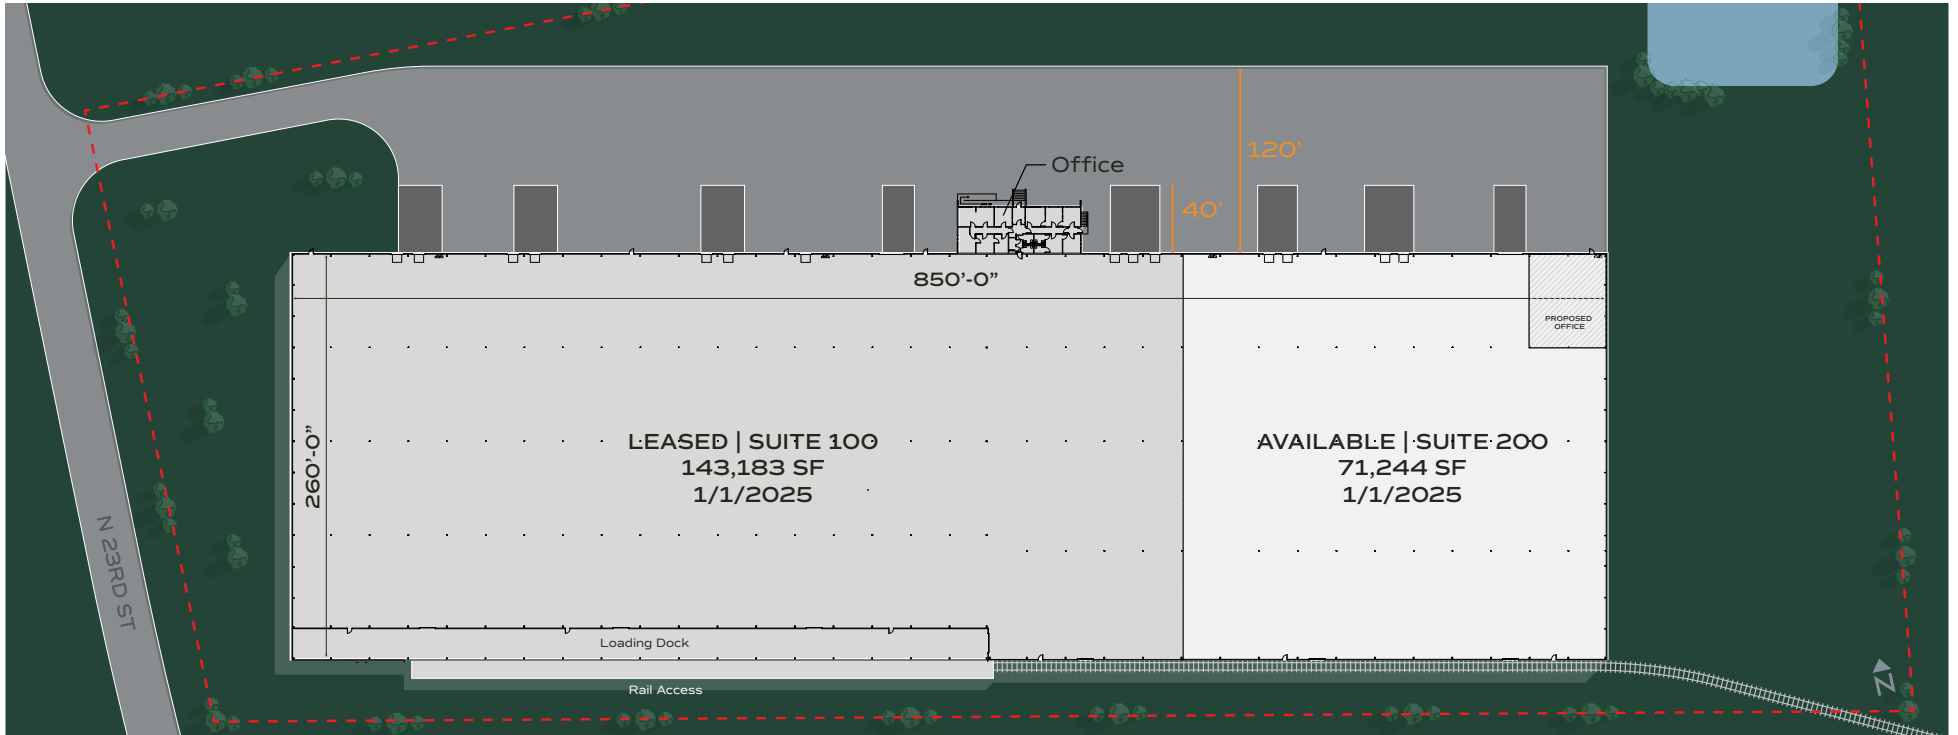 Office
120’
40’
850’-0”
PROPOSED
OFFICE
260’-0”
LEASED | SUITE 100
143,183 SF
1/1/2025
AVAILABLE | SUITE 200
71,244 SF
1/1/2025
N 23RD ST
Loading Dock
Rail Access
N